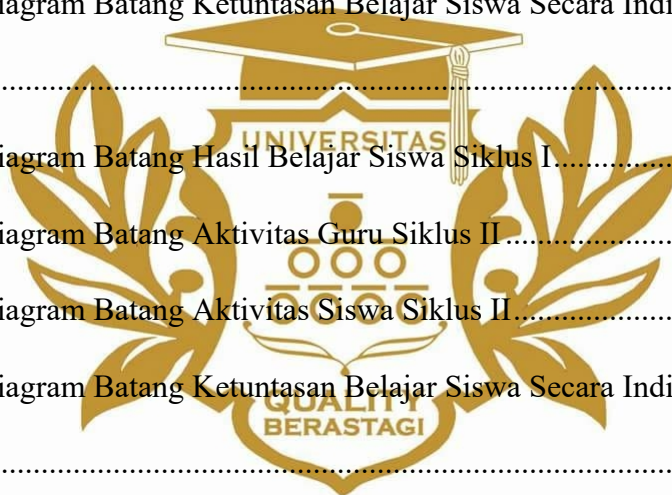 iagram Batang Ketuntasan Belajar Siswa Secara Indi
................................................................................
UNIVERSITAS
iagram Batang Hasil Belajar Siswa Siklus I...............
iagram Batang Aktivitas Guru Siklus II.....................
iagram Batang Aktivitas Siswa Siklus II....................
iagram Batang Ketuntasan Belajar Siswa Secara Indi
QUALITY
BERASTAGI
................................................................................